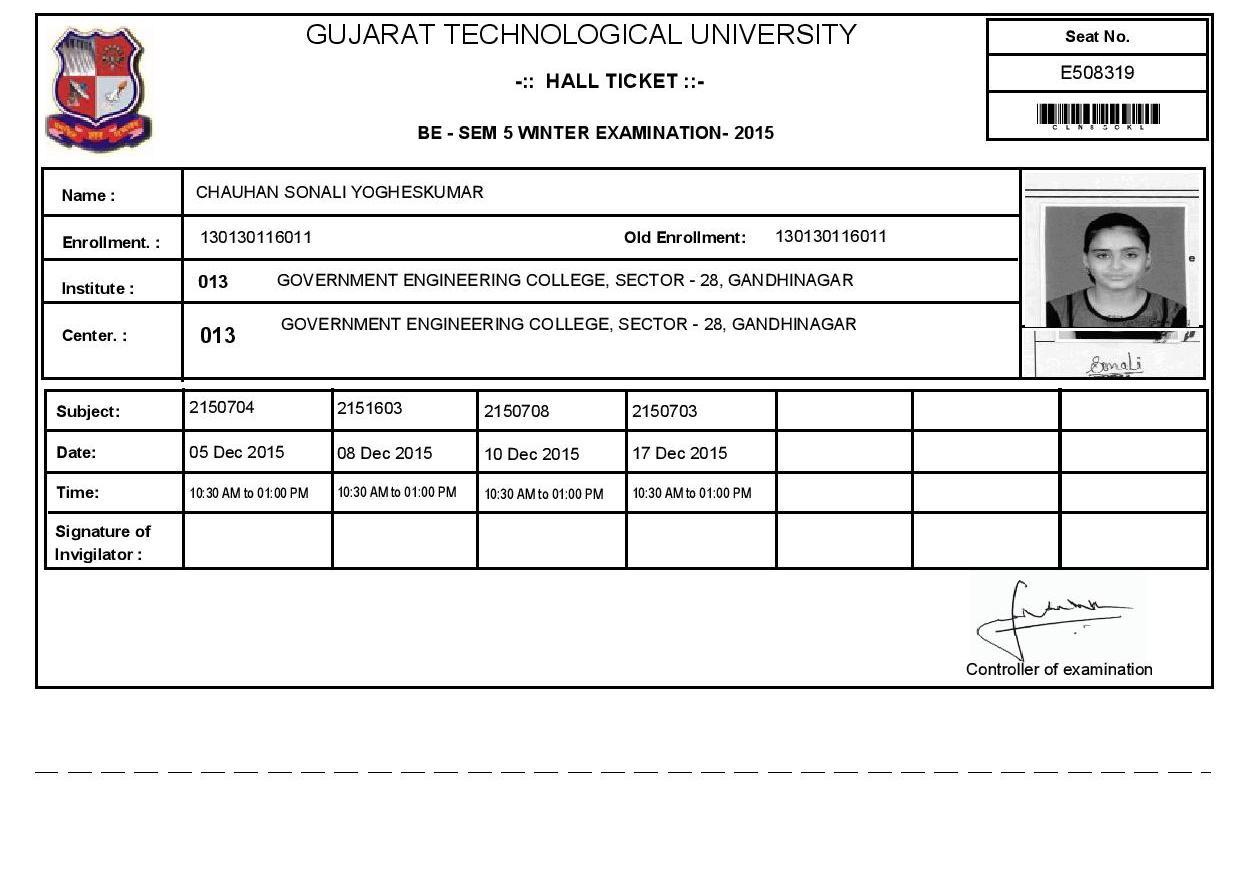 GUJARAT TECHNOLOGICAL UNIVERSITY
-:: HALL TICKET ::-
BE - SEM 5 WINTER EXAMINATION- 2015
Seat No.
E508319
C L N 8 S C K L
Name : CHAUHAN SONALI YOGHESKUMAR
Enrollment. : 130130116011 Old Enrollment: 130130116011
Institute : 013 GOVERNMENT ENGINEERING COLLEGE, SECTOR - 28, GANDHINAGAR
Center. : 013 GOVERNMENT ENGINEERING COLLEGE, SECTOR - 28, GANDHINAGAR
e
Sonali
Subject: 2150704 2151603 2150708 2150703
Date: 05 Dec 2015 08 Dec 2015 10 Dec 2015 17 Dec 2015
Time: 10:30 AM to 01:00 PM 10:30 AM to 01:00 PM 10:30 AM to 01:00 PM 10:30 AM to 01:00 PM
Signature of
Invigilator :
Controller of examination